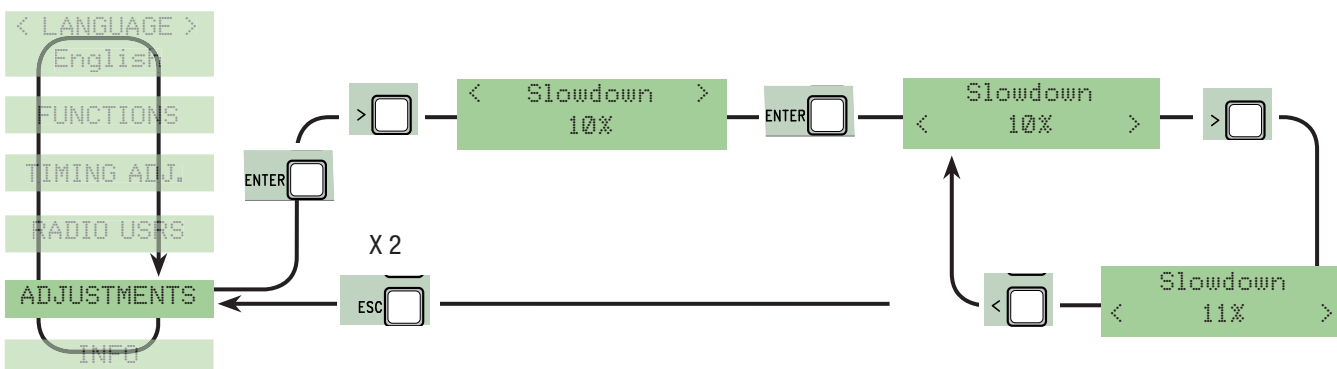 < LANGUAGE >
English
FUNCTIONS
TIMING ADJ.
RADIO USRS
ADJUSTMENTS
INFO
ENTER
>
< Slowdown >
10%
ENTER
Slowdown
< 10% >
>
Slowdown
< 11% >
<
X 2
ESC